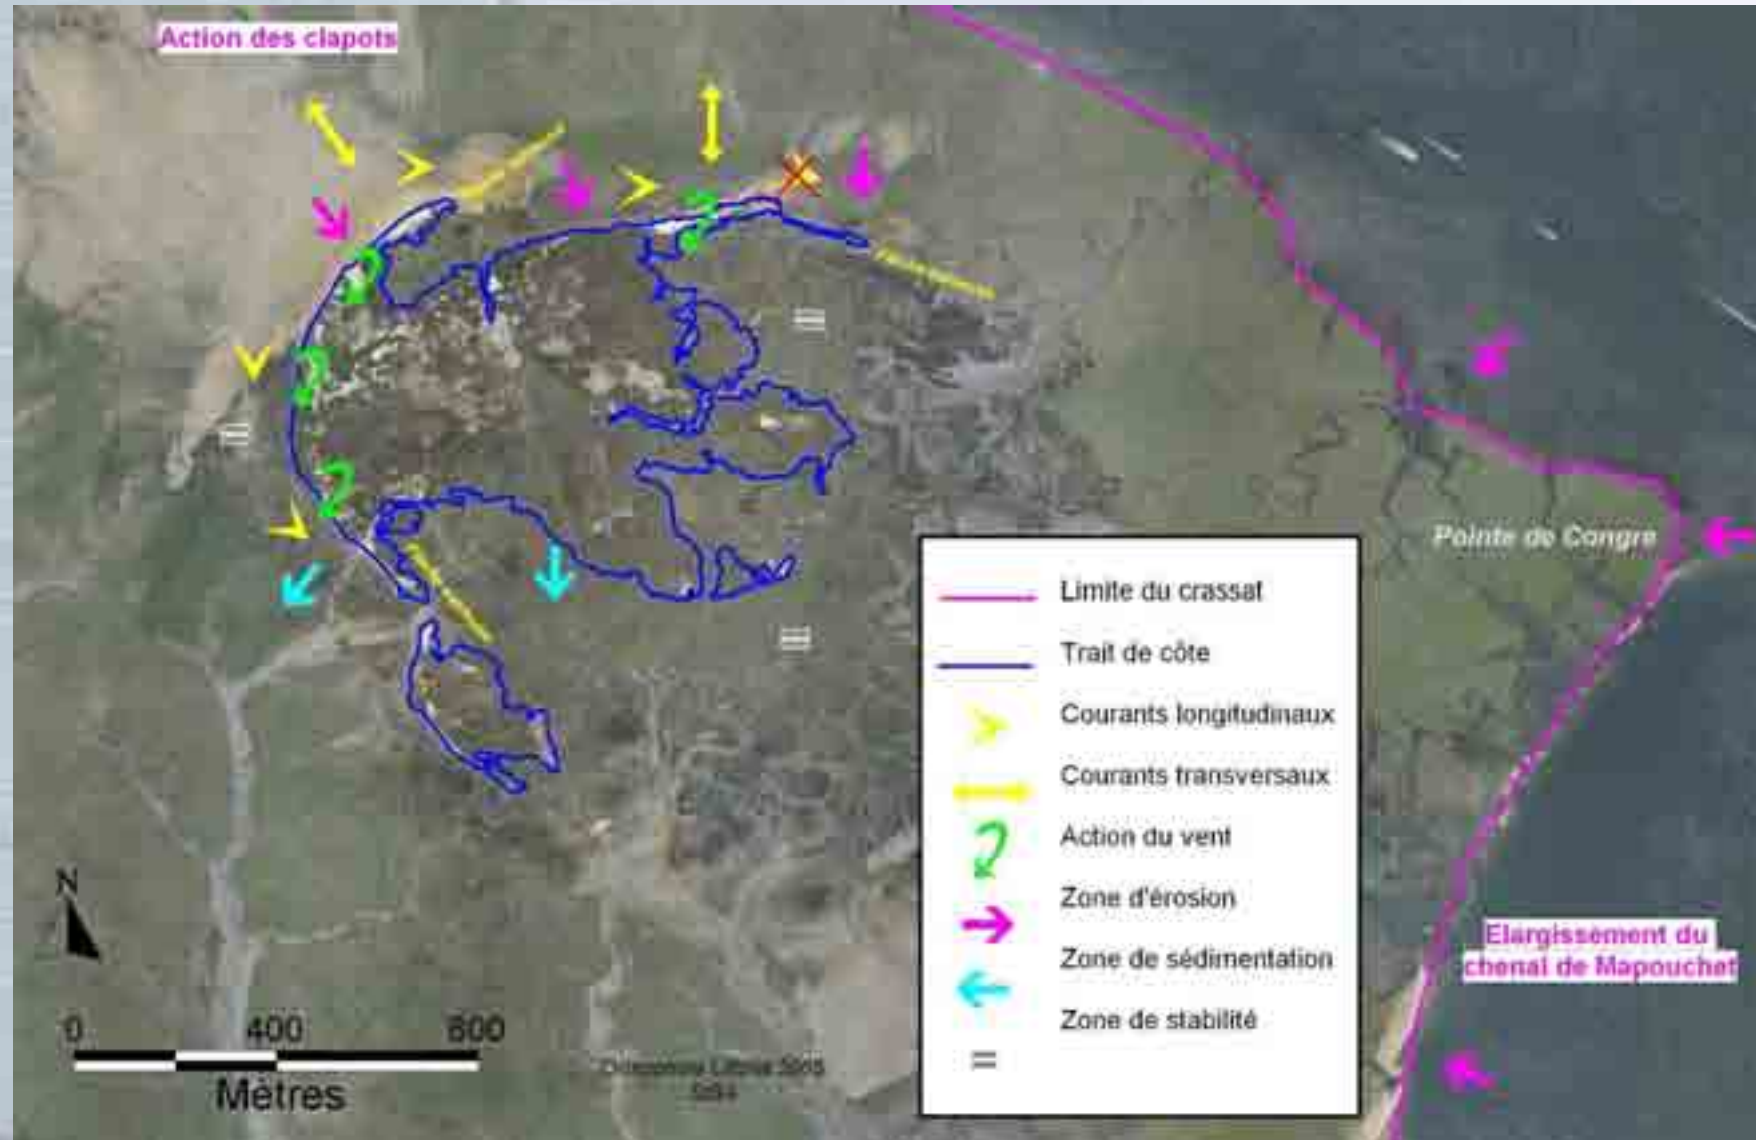 Action des clapots
Pointe de Congre
Limite du crassat
Trait de côte
Courants longitudinaux
Courants transversaux
Action du vent
Zone d'érosion
Zone de sédimentation
Zone de stabilité
Elargissement du
chenal de Mapouchet
N
0 400 800
Mètres